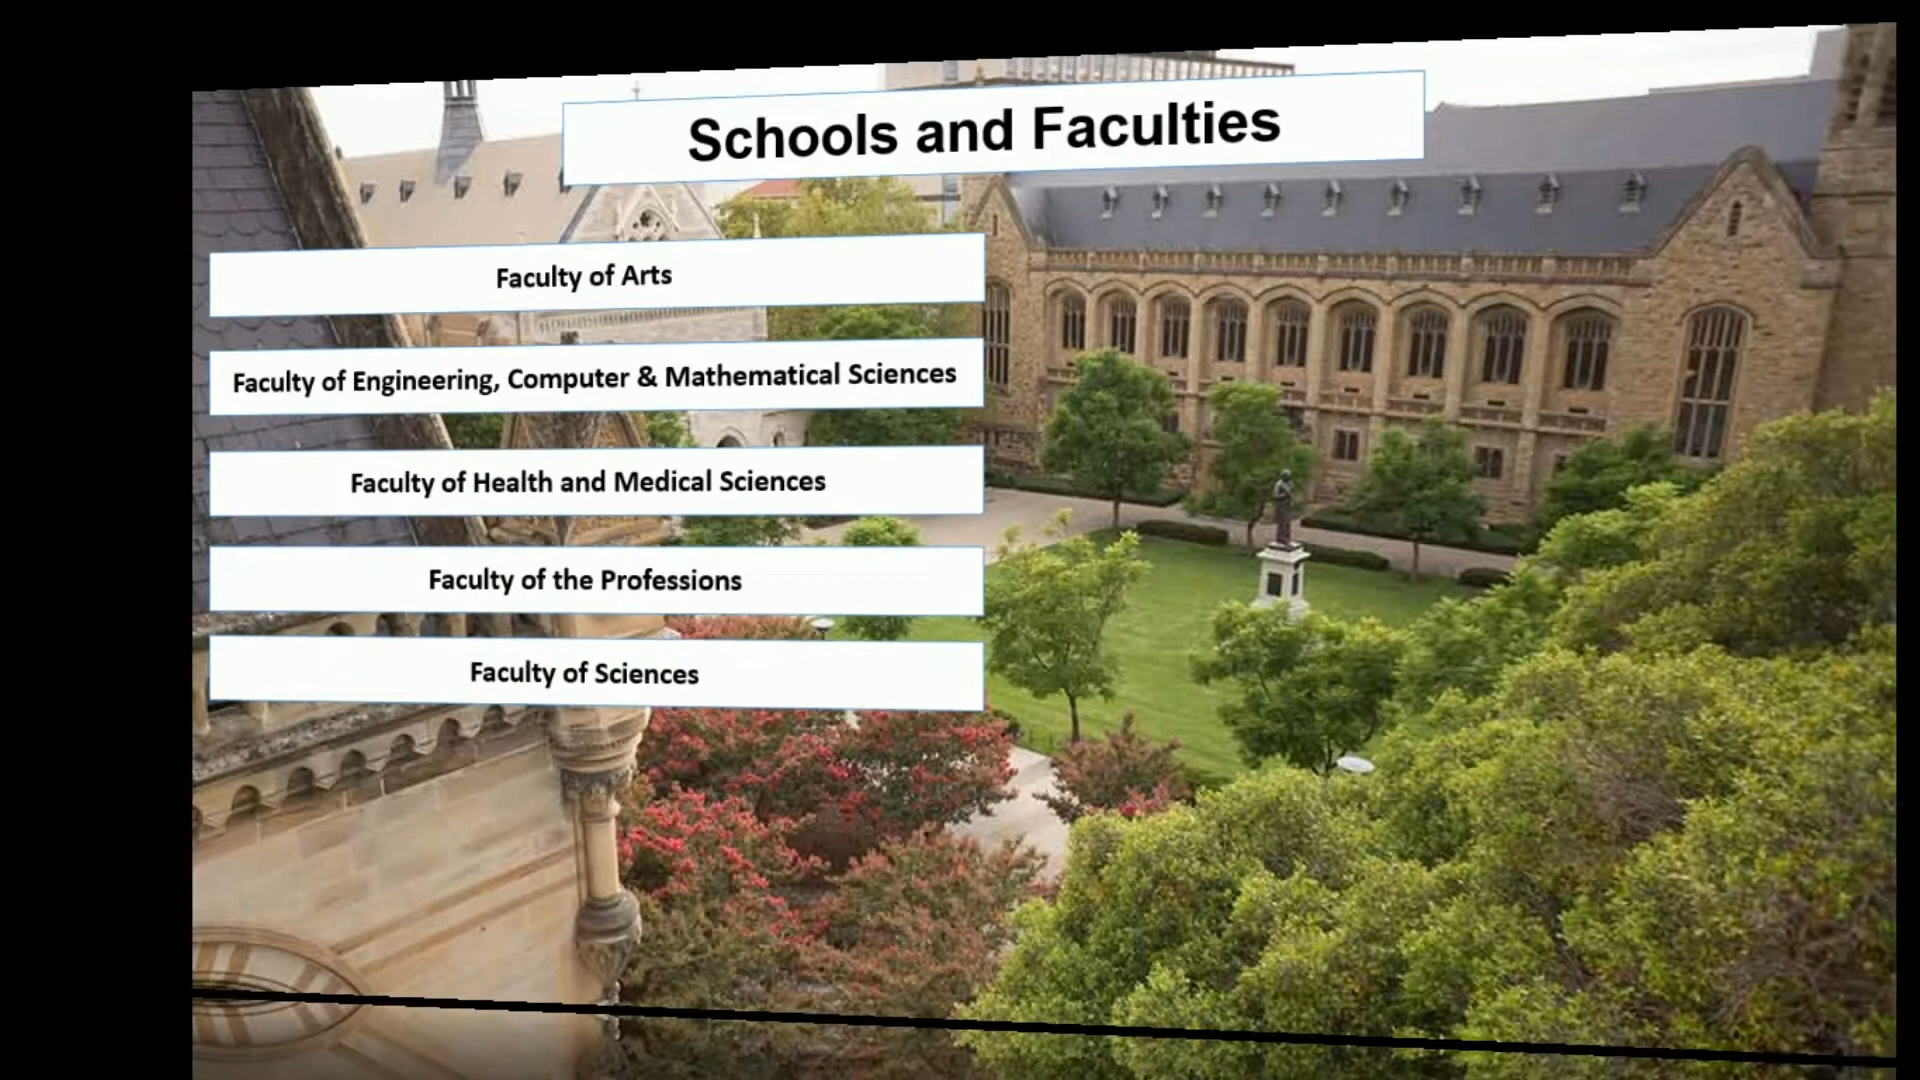 Schools and Faculties
Faculty of Arts
Faculty of Engineering, Computer & Mathematical Sciences
Faculty of Health and Medical Sciences
Faculty of the Professions
Faculty of Sciences